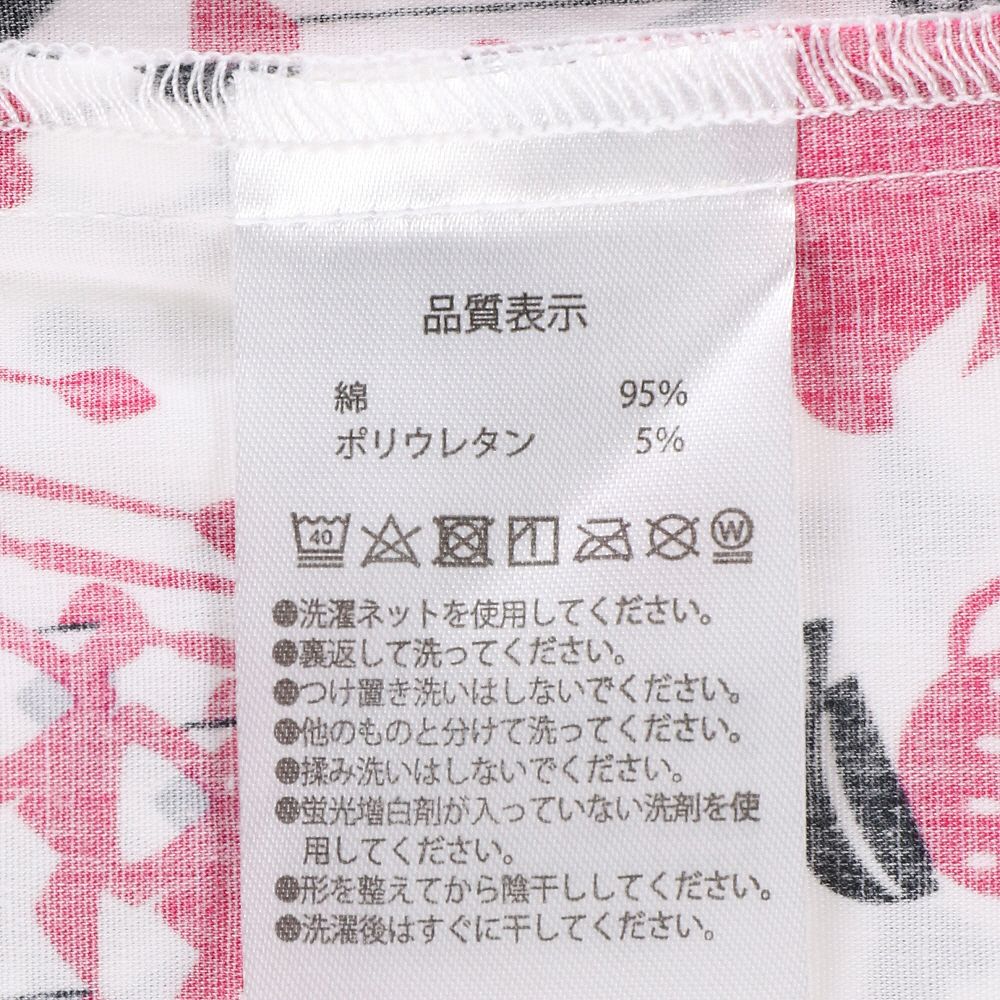 品質表示
綿 95%
ポリウレタン 5%
40 W
●洗濯ネットを使用してください。
●裏返して洗ってください。
●つけ置き洗いはしないでください。
●他のものと分けて洗ってください。
●揉み洗いはしないでください。
●蛍光増白剤が入っていない洗剤を使
用してください。
●形を整えてから陰干ししてください。
●洗濯後はすぐに干してください。